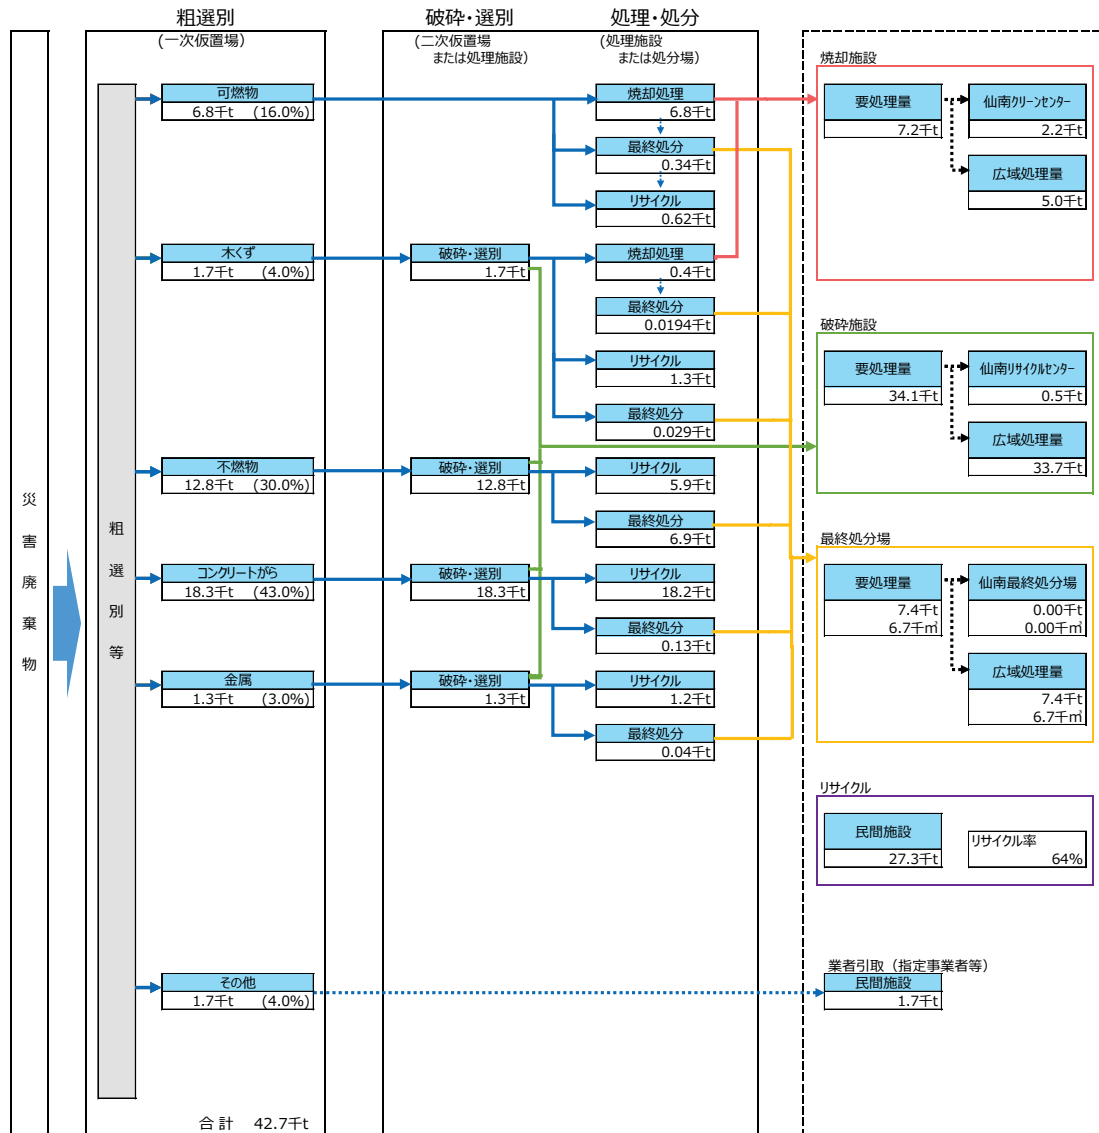 粗選別
(一次仮置場)
破砕・選別
(二次仮置場
または処理施設)
処理・処分
(処理施設
または処分場)
災害廃棄物
粗選別等
可燃物
6.8千t (16.0%)
焼却処理
6.8千t
最終処分
0.34千t
リサイクル
0.62千t
木くず
1.7千t (4.0%)
破砕・選別
1.7千t
焼却処理
0.4千t
最終処分
0.0194千t
リサイクル
1.3千t
最終処分
0.029千t
不燃物
12.8千t (30.0%)
破砕・選別
12.8千t
リサイクル
5.9千t
最終処分
6.9千t
コンクリートがら
18.3千t (43.0%)
破砕・選別
18.3千t
リサイクル
18.2千t
最終処分
0.13千t
金属
1.3千t (3.0%)
破砕・選別
1.3千t
リサイクル
1.2千t
最終処分
0.04千t
その他
1.7千t (4.0%)
合計 42.7千t
焼却施設
要処理量
7.2千t
仙南クリーンセンター
2.2千t
広域処理量
5.0千t
破砕施設
要処理量
34.1千t
仙南リサイクルセンター
0.5千t
広域処理量
33.7千t
最終処分場
要処理量
7.4千t
6.7千㎥
仙南最終処分場
0.00千t
0.00千㎥
広域処理量
7.4千t
6.7千㎥
リサイクル
民間施設
27.3千t
リサイクル率
64%
業者引取（指定事業者等）
民間施設
1.7千t